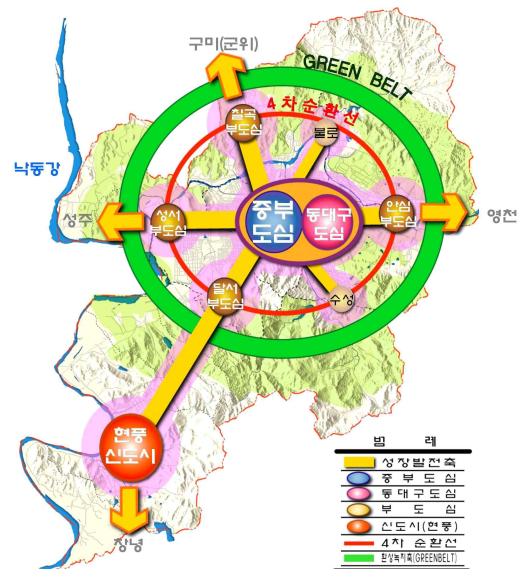 구미(군위)
GREEN BELT
4차순환선
칠곡
부도심
불로
낙동강
성주
성서
부도심
중부
도심
동대구
도심
안심
부도심
영천
달서
부도심
수성
현풍
신도시
창녕
범 례
성장발전축
중부도심
동대구도심
부 도 심
신도시(현풍)
4차 순환선
환상녹지축(GREENBELT)